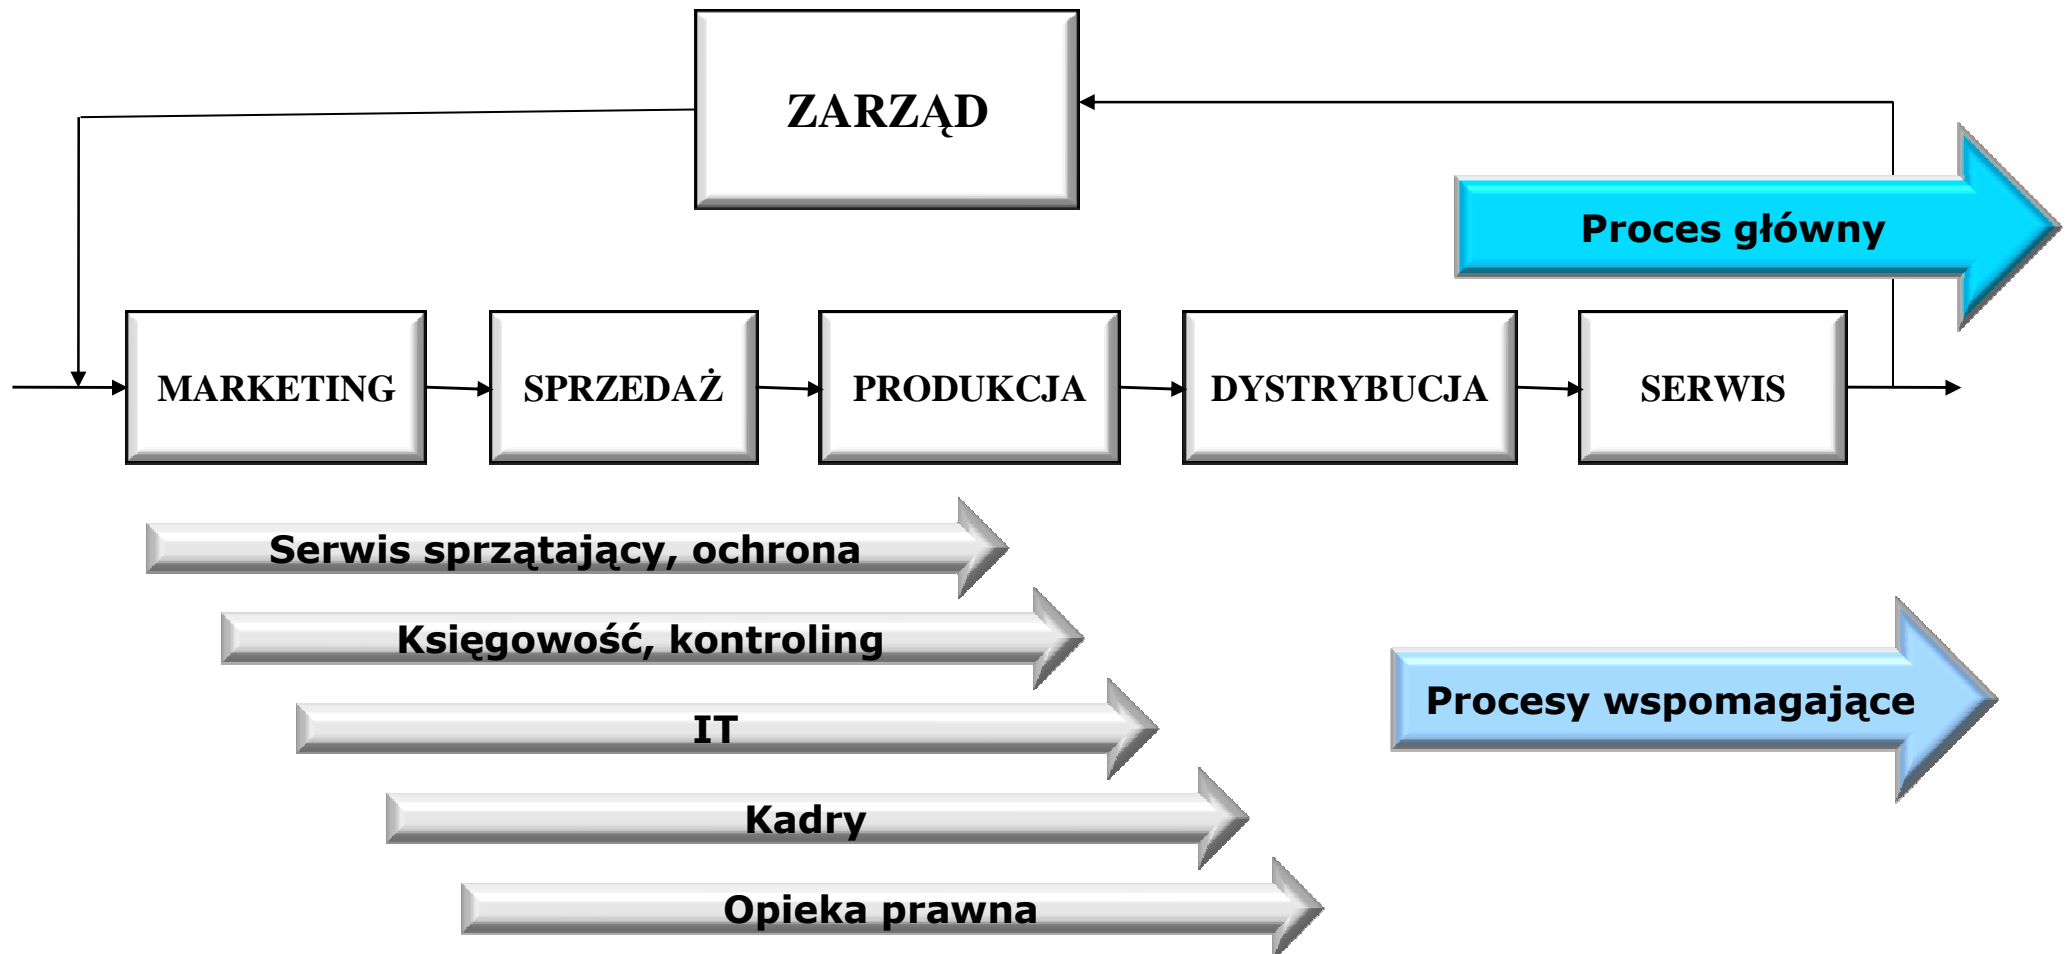 ZARZĄD
Proces główny
MARKETING
SPRZEDAŻ
PRODUKCJA
DYSTRYBUCJA
SERWIS
Serwis sprzątający, ochrona
Księgowość, kontroling
IT
Kadry
Opieka prawna
Procesy wspomagające